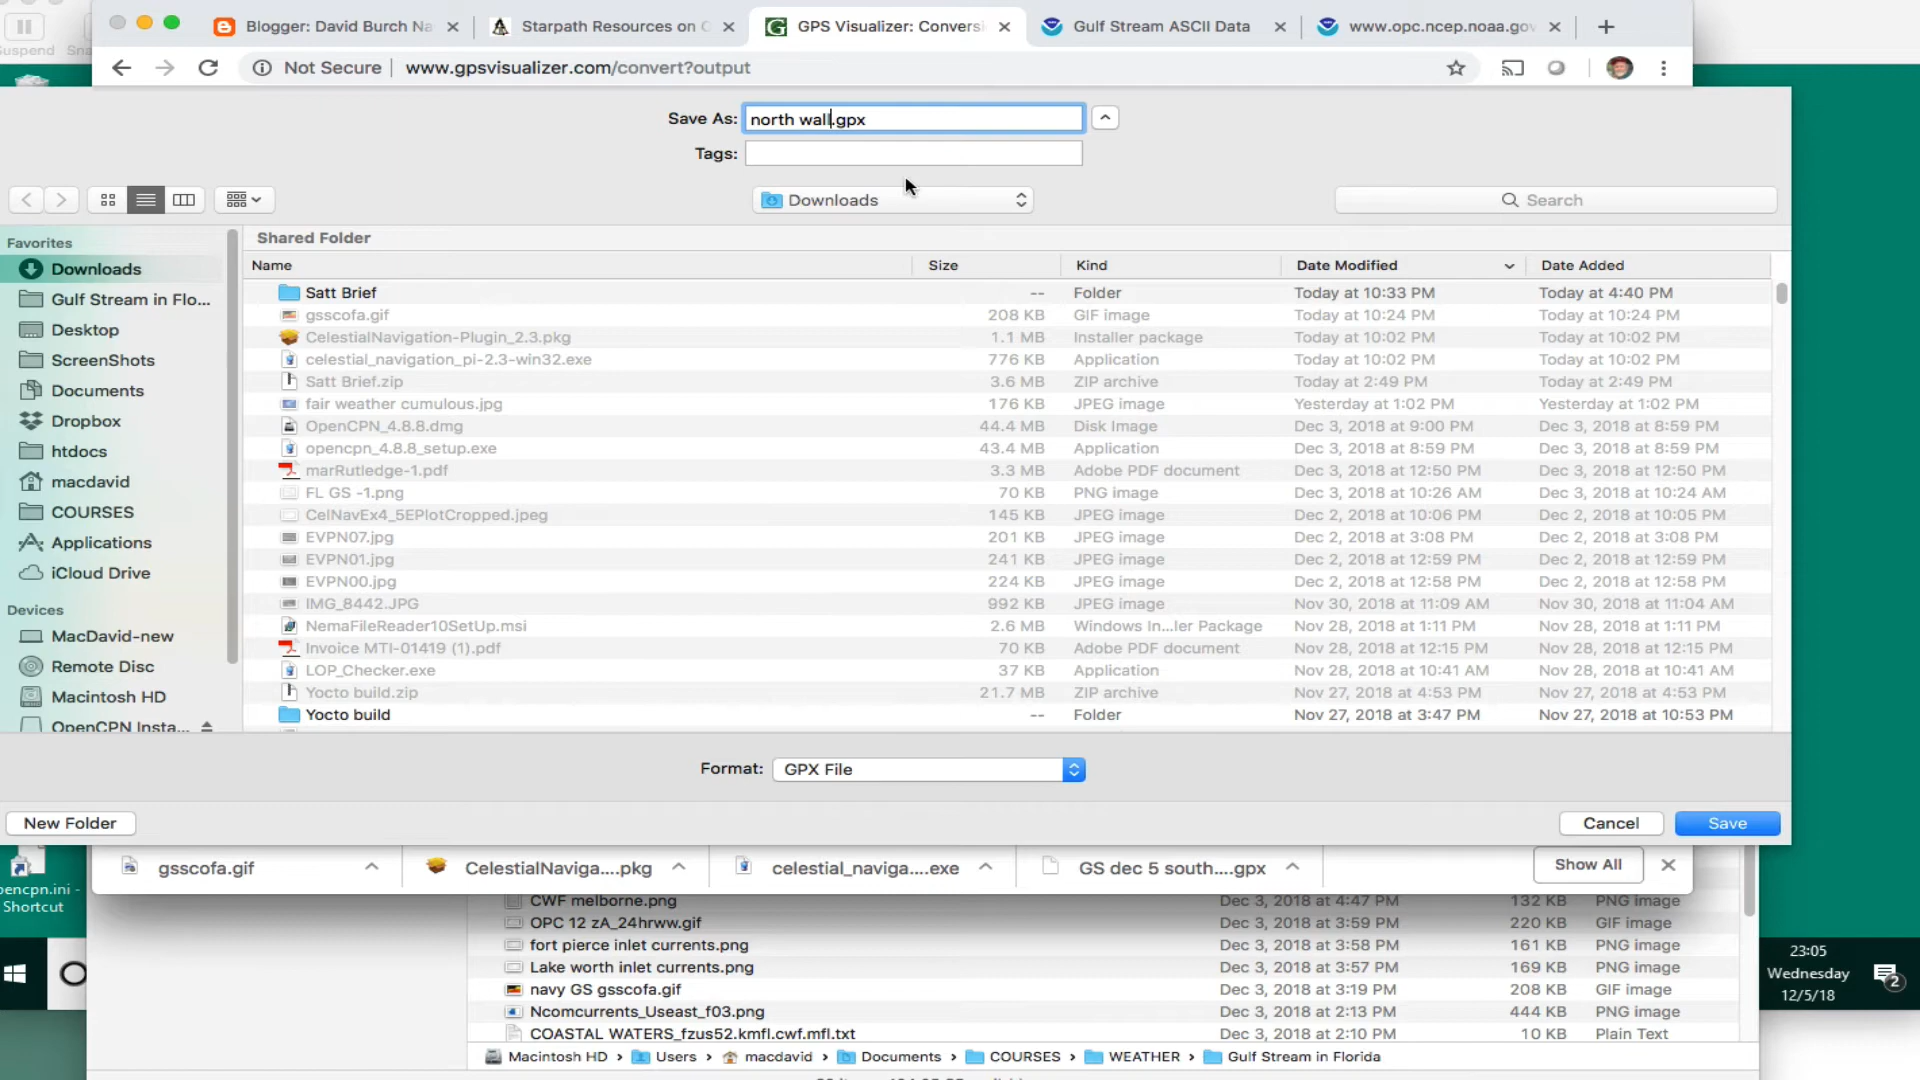 Suspend Sna
Blogger: David Burch Na
Starpath Resources on O
GPS Visualizer: Conversi
Gulf Stream ASCII Data
www.opc.ncep.noaa.gov
Not Secure www.gpsvisualizer.com/convert?output
Save As: north wall.gpx
Tags:
Downloads
Search
Favorites
Downloads
Gulf Stream in Flo...
Desktop
ScreenShots
Documents
Dropbox
htdocs
macdavid
COURSES
Applications
iCloud Drive
Devices
MacDavid-new
Remote Disc
Macintosh HD
OpenCPN Insta...
Shared Folder
Name Size Kind Date Modified Date Added
Satt Brief -- Folder Today at 10:33 PM Today at 4:40 PM
gsscofa.gif 208 KB GIF image Today at 10:24 PM Today at 10:24 PM
CelestialNavigation-Plugin_2.3.pkg 1.1 MB Installer package Today at 10:02 PM Today at 10:02 PM
celestial_navigation_pi-2.3-win32.exe 776 KB Application Today at 10:02 PM Today at 10:02 PM
Satt Brief.zip 3.6 MB ZIP archive Today at 2:49 PM Today at 2:49 PM
fair weather cumulous.jpg 176 KB JPEG image Yesterday at 1:02 PM Yesterday at 1:02 PM
OpenCPN_4.8.8.dmg 44.4 MB Disk Image Dec 3, 2018 at 9:00 PM Dec 3, 2018 at 8:59 PM
opencpn_4.8.8_setup.exe 43.4 MB Application Dec 3, 2018 at 8:59 PM Dec 3, 2018 at 8:59 PM
marRutledge-1.pdf 3.3 MB Adobe PDF document Dec 3, 2018 at 12:50 PM Dec 3, 2018 at 12:50 PM
FL GS -1.png 70 KB PNG image Dec 3, 2018 at 10:26 AM Dec 3, 2018 at 10:24 AM
CelNavEx4_5EPlotCropped.jpeg 145 KB JPEG image Dec 2, 2018 at 10:06 PM Dec 2, 2018 at 10:05 PM
EVPN07.jpg 201 KB JPEG image Dec 2, 2018 at 3:08 PM Dec 2, 2018 at 3:08 PM
EVPN01.jpg 241 KB JPEG image Dec 2, 2018 at 12:59 PM Dec 2, 2018 at 12:59 PM
EVPN00.jpg 224 KB JPEG image Dec 2, 2018 at 12:58 PM Dec 2, 2018 at 12:58 PM
IMG_8442.JPG 992 KB JPEG image Nov 30, 2018 at 11:09 AM Nov 30, 2018 at 11:04 AM
NemaFileReader10SetUp.msi 2.6 MB Windows In...ler Package Nov 28, 2018 at 1:11 PM Nov 28, 2018 at 1:11 PM
Invoice MTI-01419 (1).pdf 70 KB Adobe PDF document Nov 28, 2018 at 12:15 PM Nov 28, 2018 at 12:15 PM
LOP_Checker.exe 37 KB Application Nov 28, 2018 at 10:41 AM Nov 28, 2018 at 10:41 AM
Yocto build.zip 21.7 MB ZIP archive Nov 27, 2018 at 4:53 PM Nov 27, 2018 at 4:53 PM
Yocto build -- Folder Nov 27, 2018 at 3:47 PM Nov 27, 2018 at 10:53 PM
Format: GPX File
New Folder Cancel Save
gsscofa.gif CelestialNaviga....pkg celestial_naviga....exe GS dec 5 south....gpx Show All
pencpn.ini -
Shortcut
CWF melborne.png Dec 3, 2018 at 4:47 PM 132 KB PNG image
OPC 12 zA_24hrww.gif Dec 3, 2018 at 3:59 PM 220 KB GIF image
fort pierce inlet currents.png Dec 3, 2018 at 3:58 PM 161 KB PNG image
Lake worth inlet currents.png Dec 3, 2018 at 3:57 PM 169 KB PNG image
navy GS gsscofa.gif Dec 3, 2018 at 3:19 PM 208 KB GIF image
Ncomcurrents_Useast_f03.png Dec 3, 2018 at 2:13 PM 444 KB PNG image
COASTAL WATERS_fzus52.kmfl.cwf.mfl.txt Dec 3, 2018 at 2:10 PM 10 KB Plain Text
Macintosh HD › Users › macdavid › Documents › COURSES › WEATHER › Gulf Stream in Florida
23:05
Wednesday
12/5/18
2